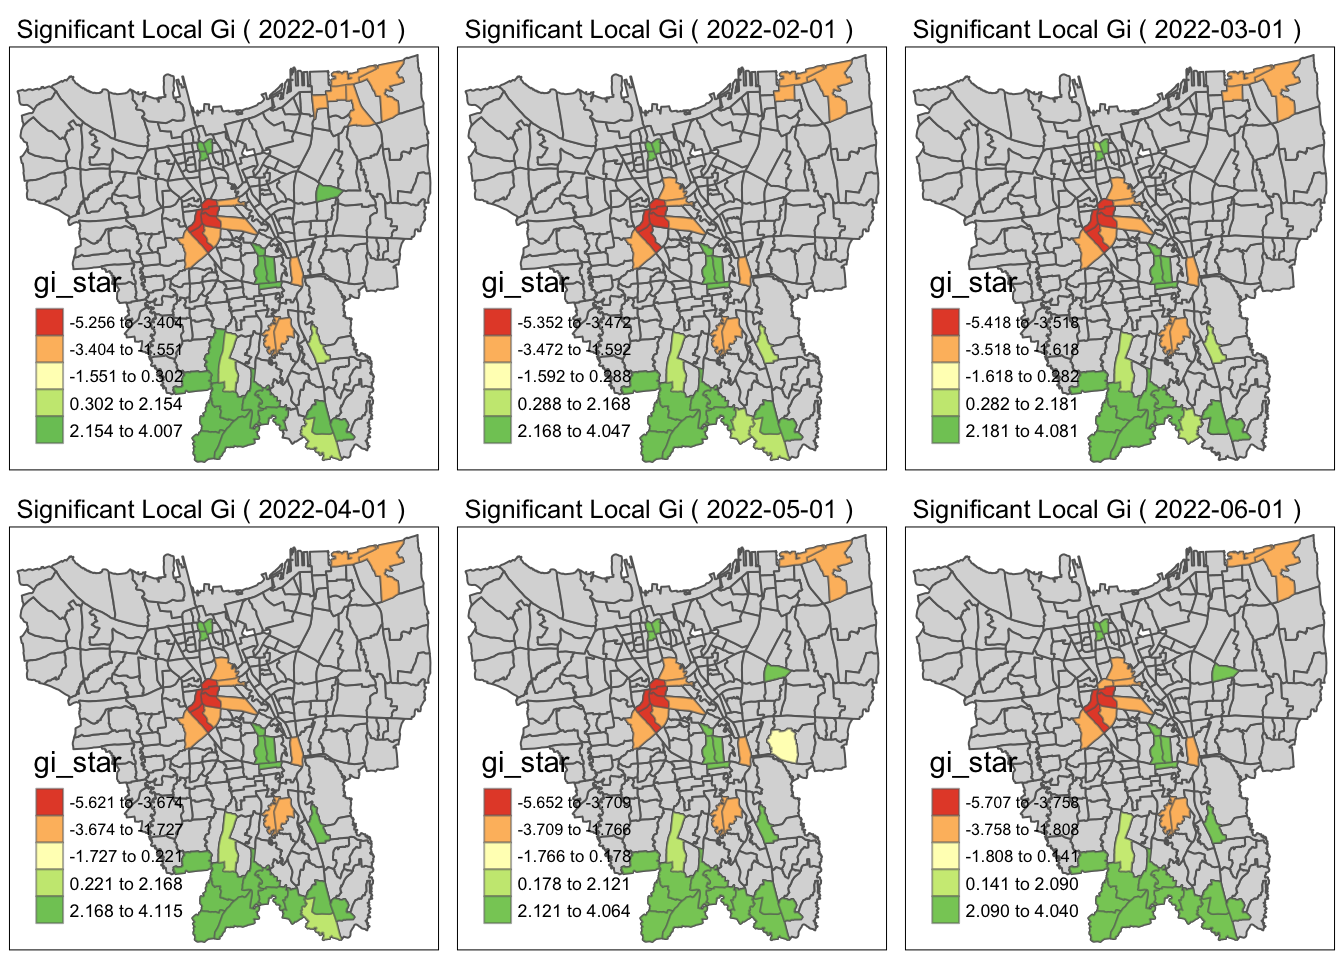 Significant Local Gi ( 2022-01-01 )
gi_star
-5.256 to -3.404
-3.404 to -1.551
-1.551 to 0.302
0.302 to 2.154
2.154 to 4.007
Significant Local Gi ( 2022-02-01 )
gi_star
-5.352 to -3.472
-3.472 to -1.592
-1.592 to 0.288
0.288 to 2.168
2.168 to 4.047
Significant Local Gi ( 2022-03-01 )
gi_star
-5.418 to -3.518
-3.518 to -1.618
-1.618 to 0.282
0.282 to 2.181
2.181 to 4.081
Significant Local Gi ( 2022-04-01 )
gi_star
-5.621 to -3.674
-3.674 to -1.727
-1.727 to 0.221
0.221 to 2.168
2.168 to 4.115
Significant Local Gi ( 2022-05-01 )
gi_star
-5.652 to -3.709
-3.709 to -1.766
-1.766 to 0.178
0.178 to 2.121
2.121 to 4.064
Significant Local Gi ( 2022-06-01 )
gi_star
-5.707 to -3.758
-3.758 to -1.808
-1.808 to 0.141
0.141 to 2.090
2.090 to 4.040